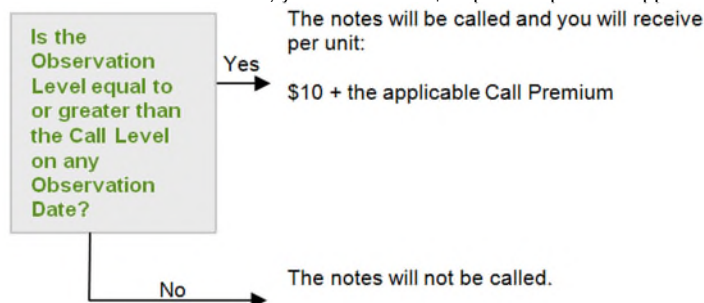 The notes will be called and you will receive
per unit:
$10 + the applicable Call Premium
Is the
Observation
Level equal to
or greater than
the Call Level
on any
Observation
Date?
Yes
No
The notes will not be called.